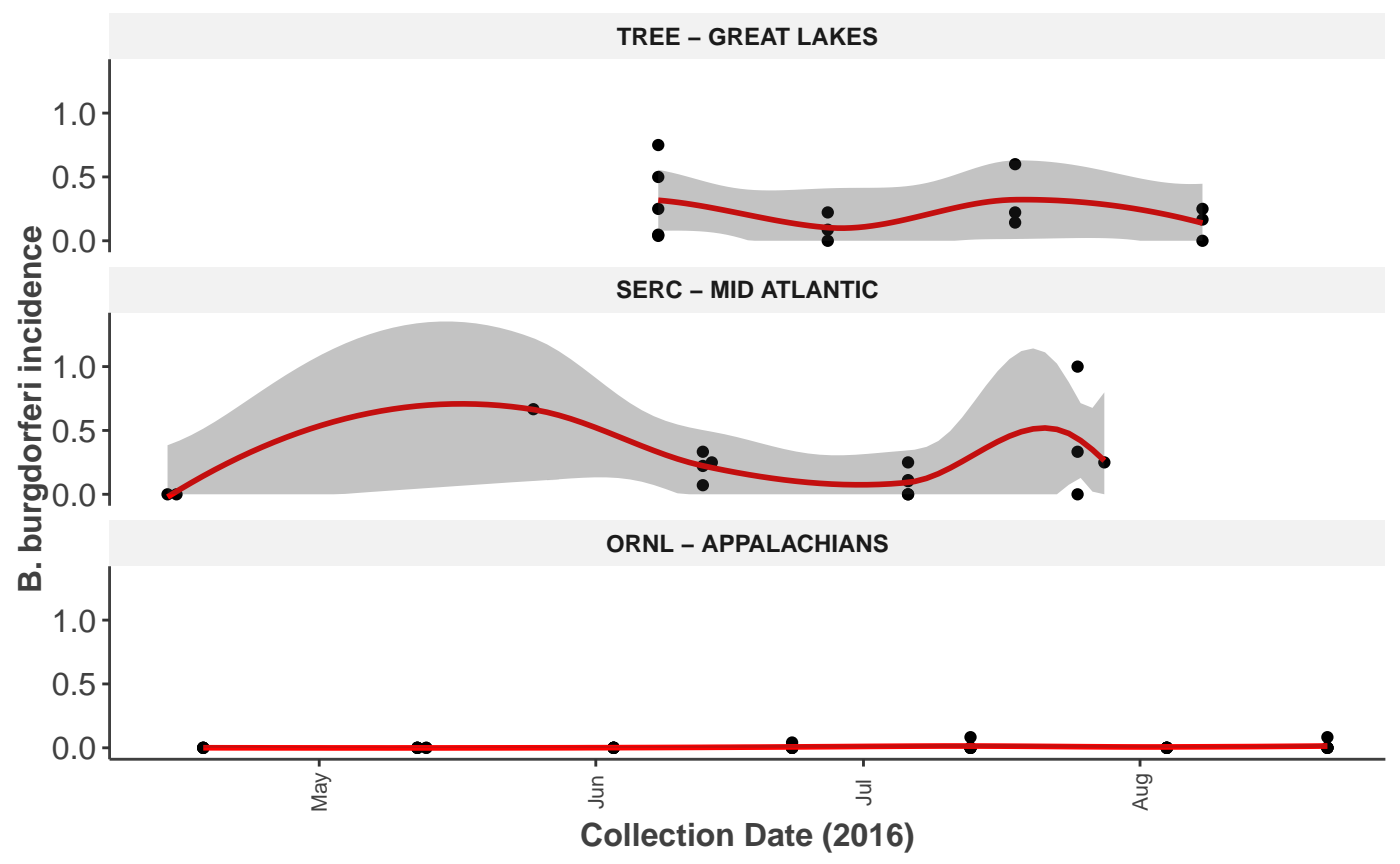 TREE – GREAT LAKES
1.0
0.5
0.0
SERC – MID ATLANTIC
1.0
0.5
0.0
ORNL – APPALACHIANS
1.0
0.5
0.0
B. burgdorferi incidence
May
Jun
Jul
Aug
Collection Date (2016)